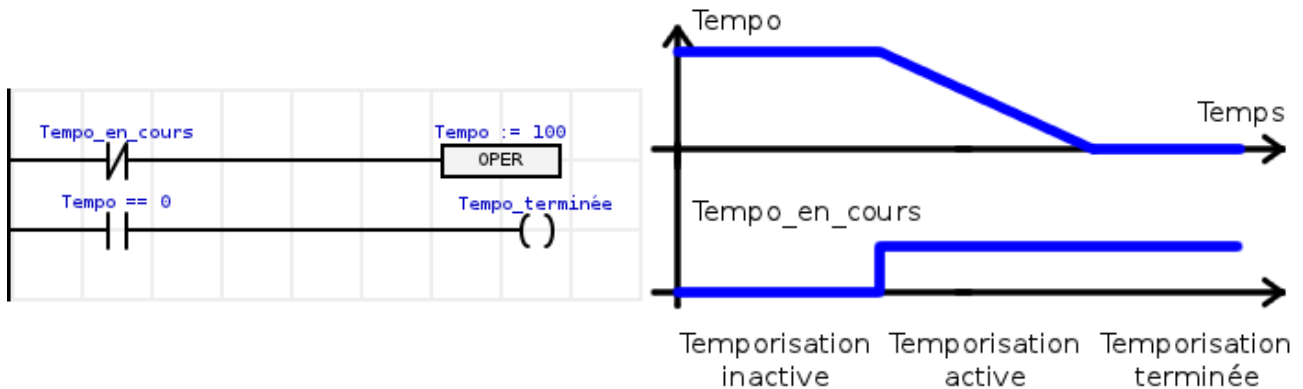 Tempo_en_cours
Tempo := 100
OPER
Tempo == 0
Tempo_terminée
Tempo
Temps
Tempo_en_cours
Temporisation inactive
Temporisation active
Temporisation terminée